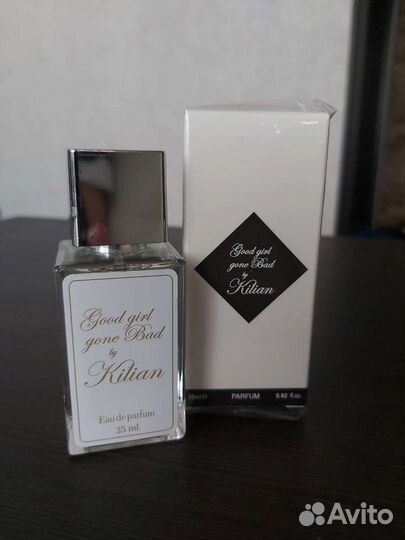 Good girl
gone Bad
by
Kilian
Eau de parfum
25 ml.
Good girl
gone Bad
by
Kilian
25ml PARFUM 0.82 fl.oz.
Avito